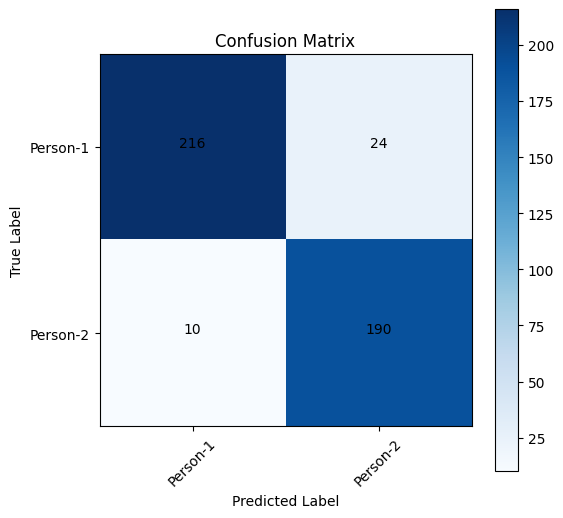 Confusion Matrix
True Label
Person-1
216
24
Person-2
10
190
Person-1
Person-2
Predicted Label
200
175
150
125
100
75
50
25